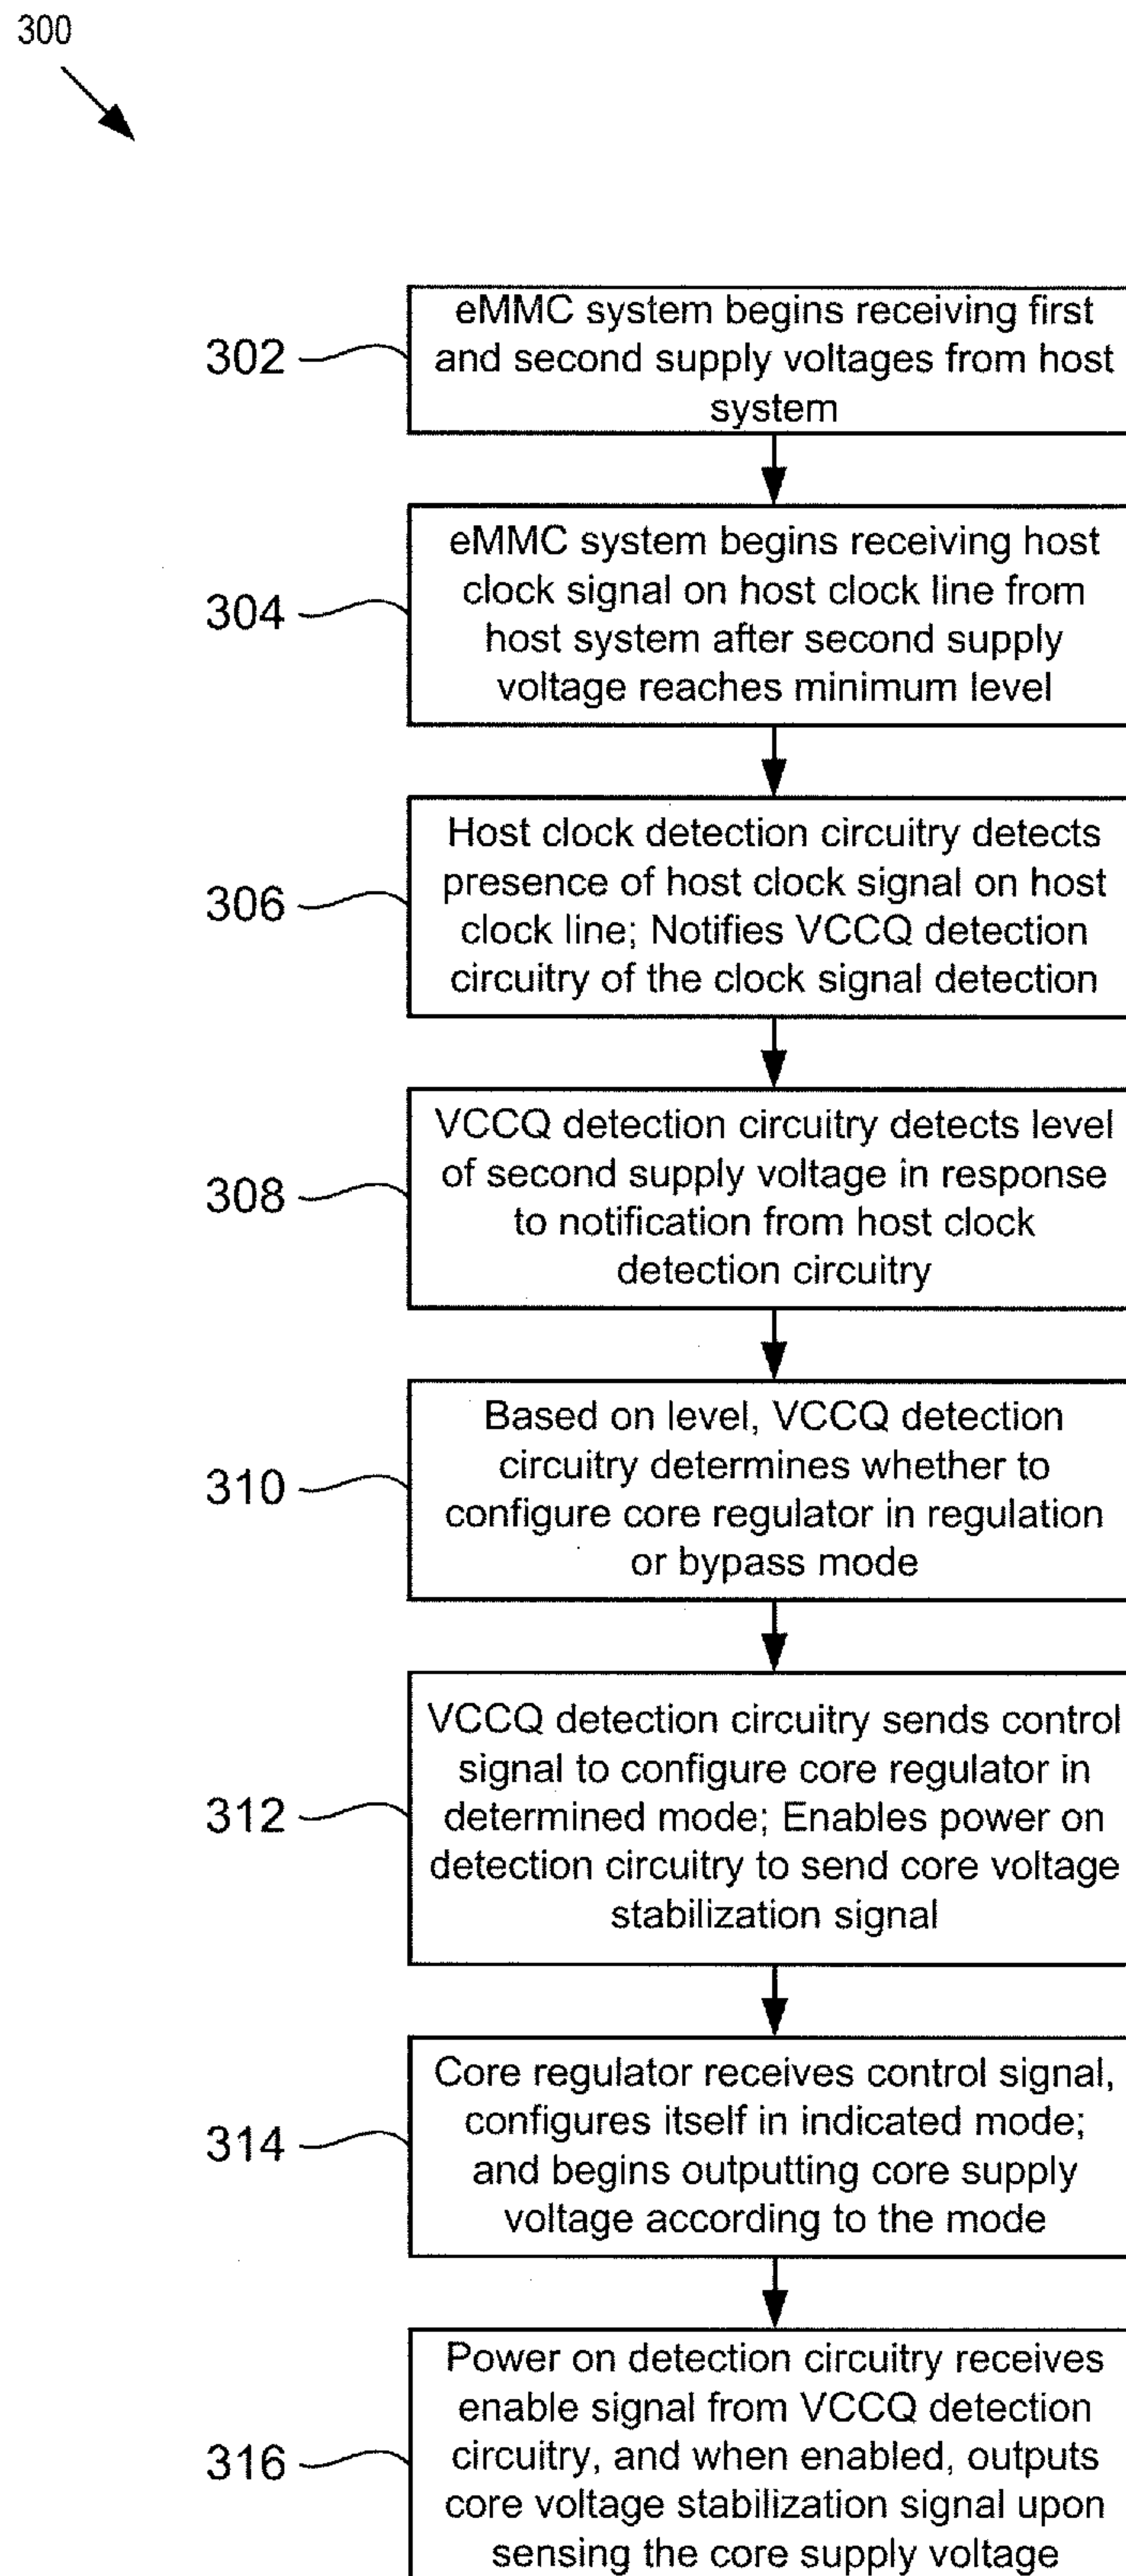 300
302
eMMC system begins receiving first
and second supply voltages from host
system
304
eMMC system begins receiving host
clock signal on host clock line from
host system after second supply
voltage reaches minimum level
306
Host clock detection circuitry detects
presence of host clock signal on host
clock line; Notifies VCCQ detection
circuitry of the clock signal detection
308
VCCQ detection circuitry detects level
of second supply voltage in response
to notification from host clock
detection circuitry
310
Based on level, VCCQ detection
circuitry determines whether to
configure core regulator in regulation
or bypass mode
312
VCCQ detection circuitry sends control
signal to configure core regulator in
determined mode; Enables power on
detection circuitry to send core voltage
stabilization signal
314
Core regulator receives control signal,
configures itself in indicated mode;
and begins outputting core supply
voltage according to the mode
316
Power on detection circuitry receives
enable signal from VCCQ detection
circuitry, and when enabled, outputs
core voltage stabilization signal upon
sensing the core supply voltage